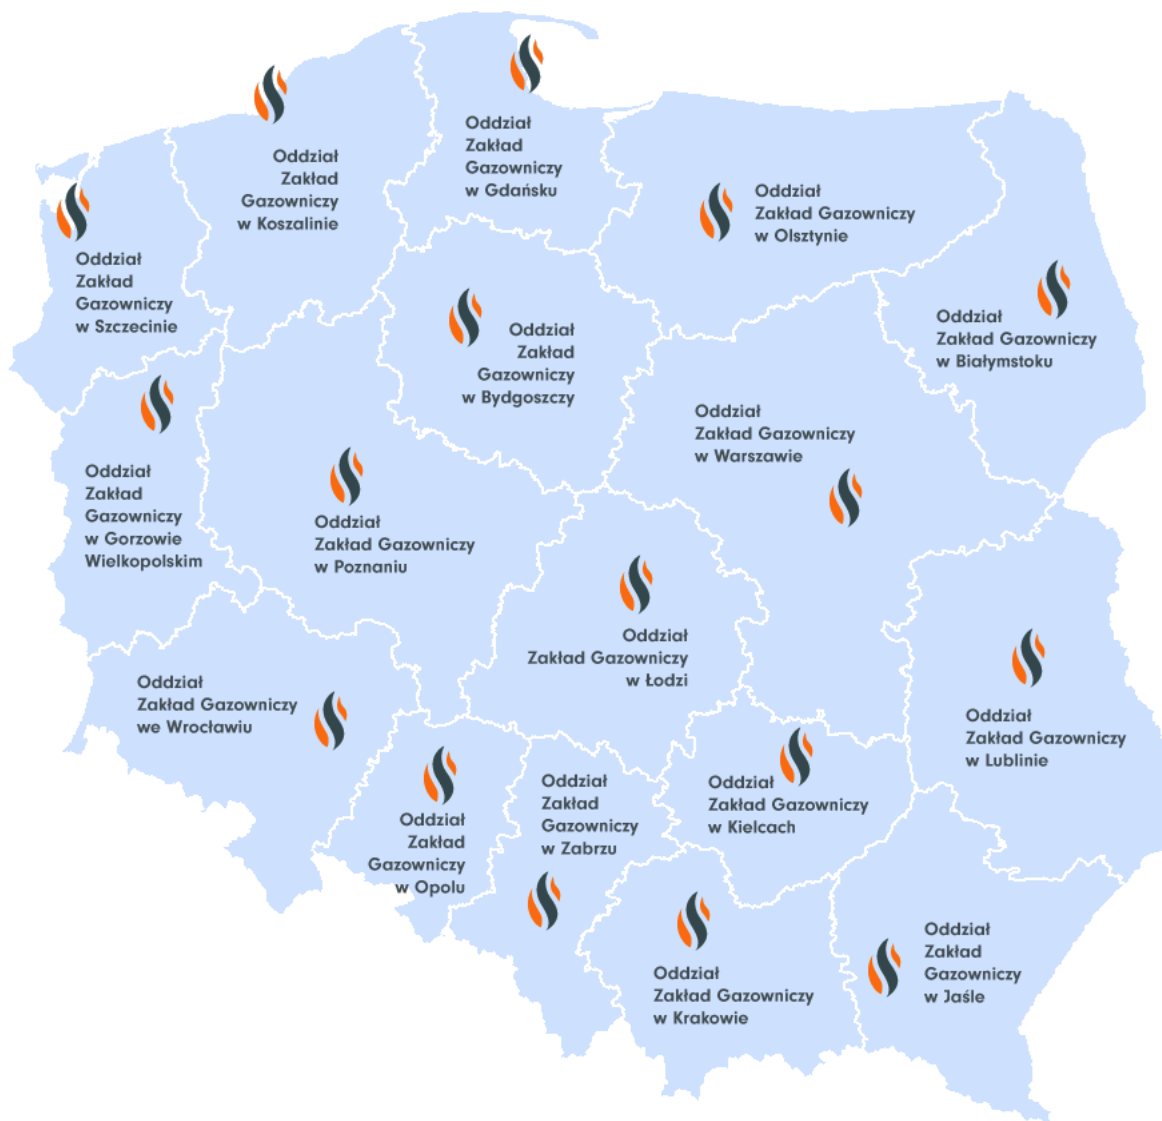 Oddział
Zakład
Gazowniczy
w Gdańsku
Oddział
Zakład
Gazowniczy
w Koszalinie
Oddział
Zakład Gazowniczy
w Olsztynie
Oddział
Zakład
Gazowniczy
w Szczecinie
Oddział
Zakład Gazowniczy
w Białymstoku
Oddział
Zakład
Gazowniczy
w Bydgoszczy
Oddział
Zakład Gazowniczy
w Warszawie
Oddział
Zakład
Gazowniczy
w Gorzowie
Wielkopolskim
Oddział
Zakład Gazowniczy
w Poznaniu
Oddział
Zakład Gazowniczy
w Łodzi
Oddział
Zakład Gazowniczy
we Wrocławiu
Oddział
Zakład Gazowniczy
w Lublinie
Oddział
Zakład
Gazowniczy
w Opolu
Oddział
Zakład
Gazowniczy
w Zabrzu
Oddział
Zakład Gazowniczy
w Kielcach
Oddział
Zakład Gazowniczy
w Krakowie
Oddział
Zakład
Gazowniczy
w Jaśle